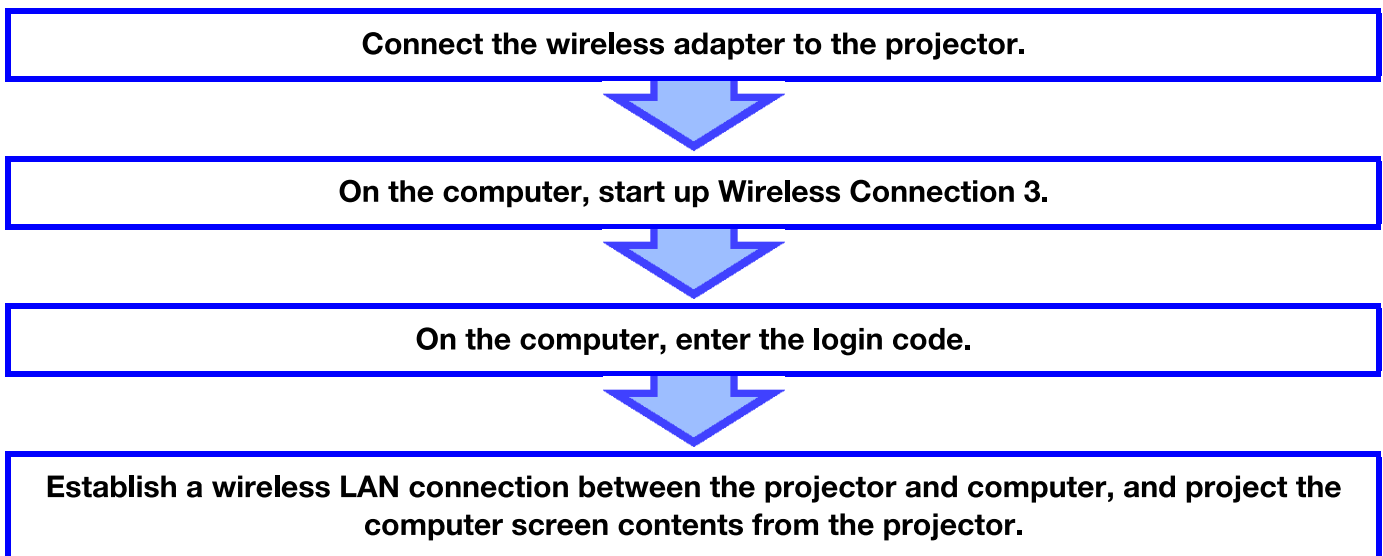 Connect the wireless adapter to the projector.
On the computer, start up Wireless Connection 3.
On the computer, enter the login code.
Establish a wireless LAN connection between the projector and computer, and project the
computer screen contents from the projector.